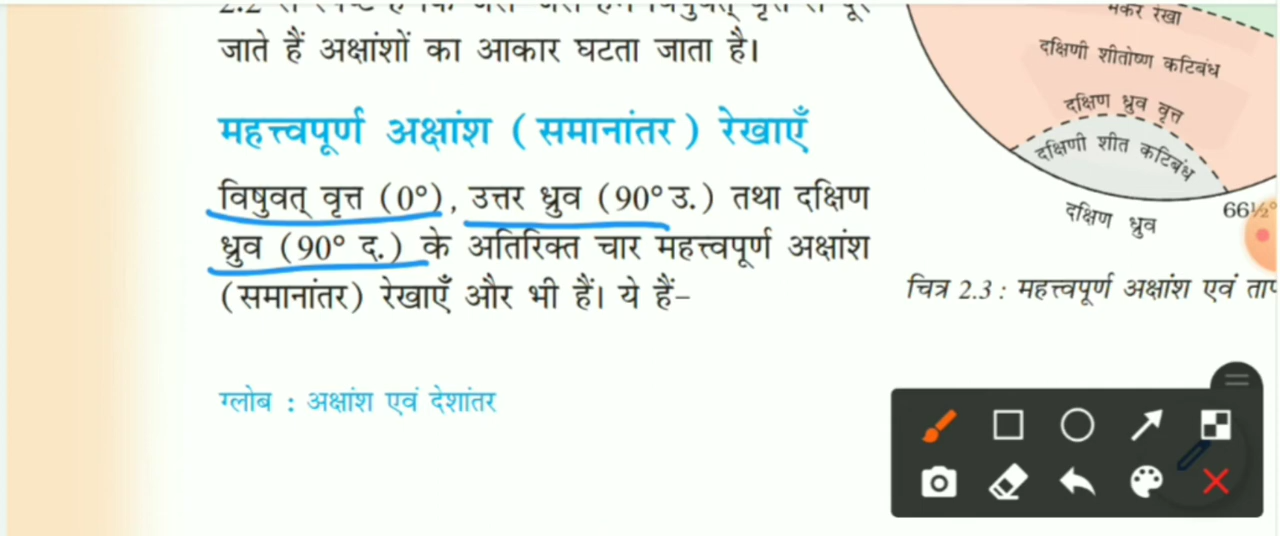 जाते हैं अक्षांशों का आकार घटता जाता है।
महत्त्वपूर्ण अक्षांश (समानांतर) रेखाएँ
विषुवत् वृत्त (0°), उत्तर ध्रुव (90° उ.) तथा दक्षिण
ध्रुव (90° द.) के अतिरिक्त चार महत्त्वपूर्ण अक्षांश
(समानांतर) रेखाएँ और भी हैं। ये हैं–
ग्लोब : अक्षांश एवं देशांतर
मकर रेखा
दक्षिणी शीतोष्ण कटिबंध
दक्षिण ध्रुव वृत्त
दक्षिणी शीत कटिबंध
66½°
दक्षिण ध्रुव
चित्र 2.3 : महत्त्वपूर्ण अक्षांश एवं